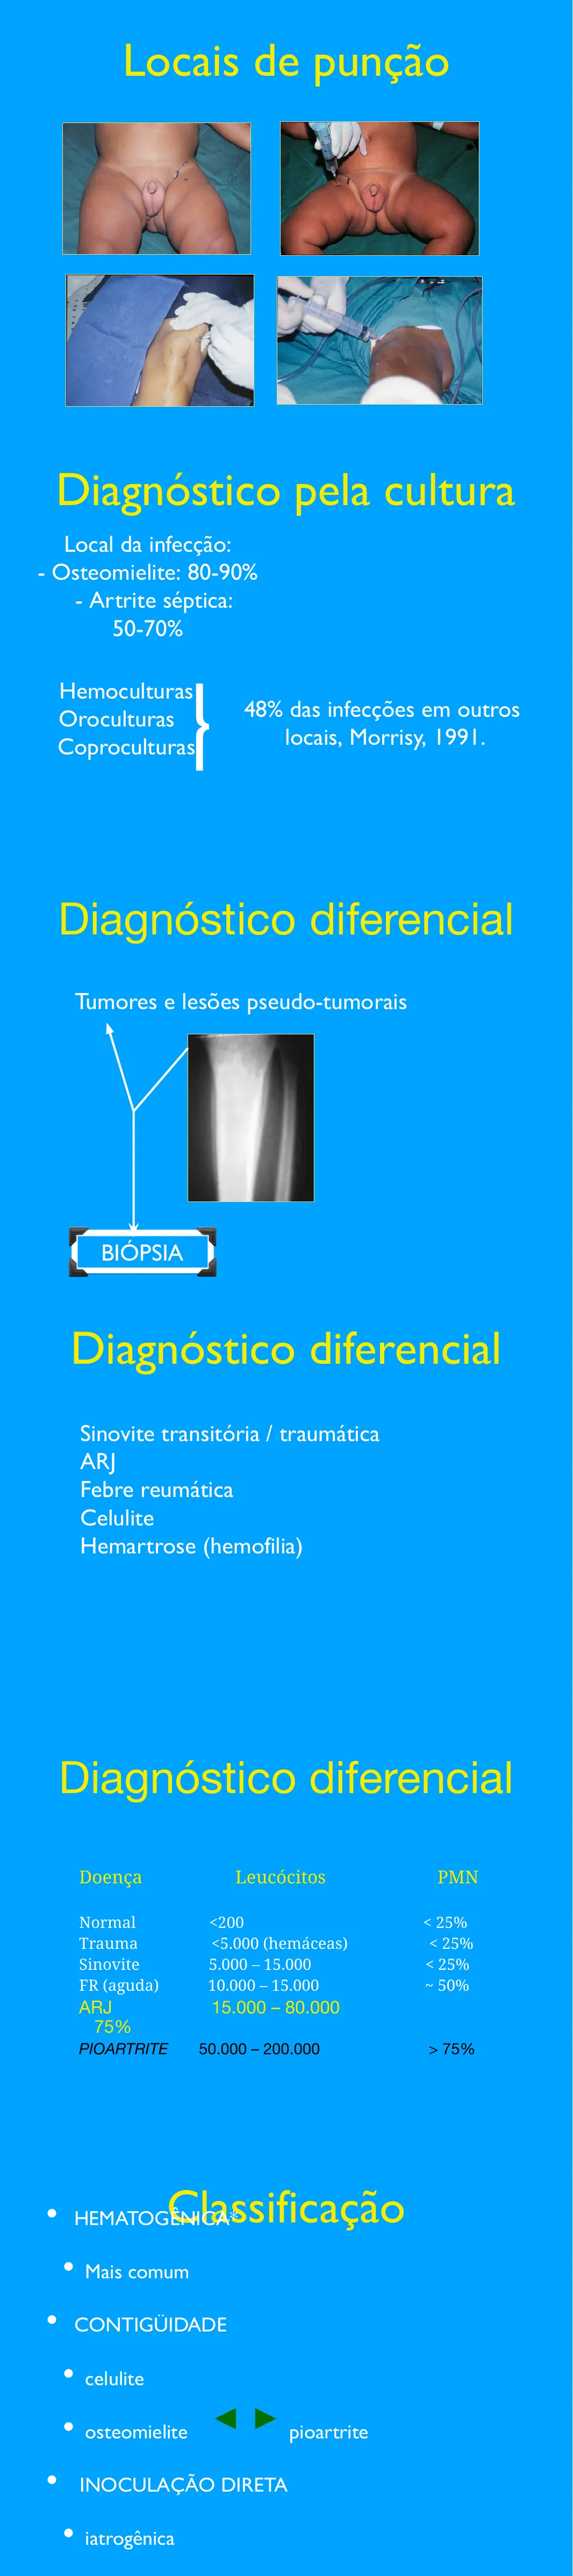 Locais de punção
Diagnóstico pela cultura
Local da infecção:
- Osteomielite: 80-90%
- Artrite séptica:
50-70%
Hemoculturas
Oroculturas
Coproculturas
48% das infecções em outros
locais, Morrisy, 1991.
Diagnóstico diferencial
Tumores e lesões pseudo-tumorais
BIÓPSIA
Diagnóstico diferencial
Sinovite transitória / traumática
ARJ
Febre reumática
Celulite
Hemartrose (hemofilia)
Diagnóstico diferencial
Doença Leucócitos PMN
Normal <200 < 25%
Trauma <5.000 (hemáceas) < 25%
Sinovite 5.000 – 15.000 < 25%
FR (aguda) 10.000 – 15.000 ~ 50%
ARJ 15.000 – 80.000
75%
PIOARTRITE 50.000 – 200.000 > 75%
Classificação
• HEMATOGÊNICA*
• Mais comum
• CONTIGÜIDADE
• celulite
• osteomielite ◀ ▶ pioartrite
• INOCULAÇÃO DIRETA
• iatrogênica